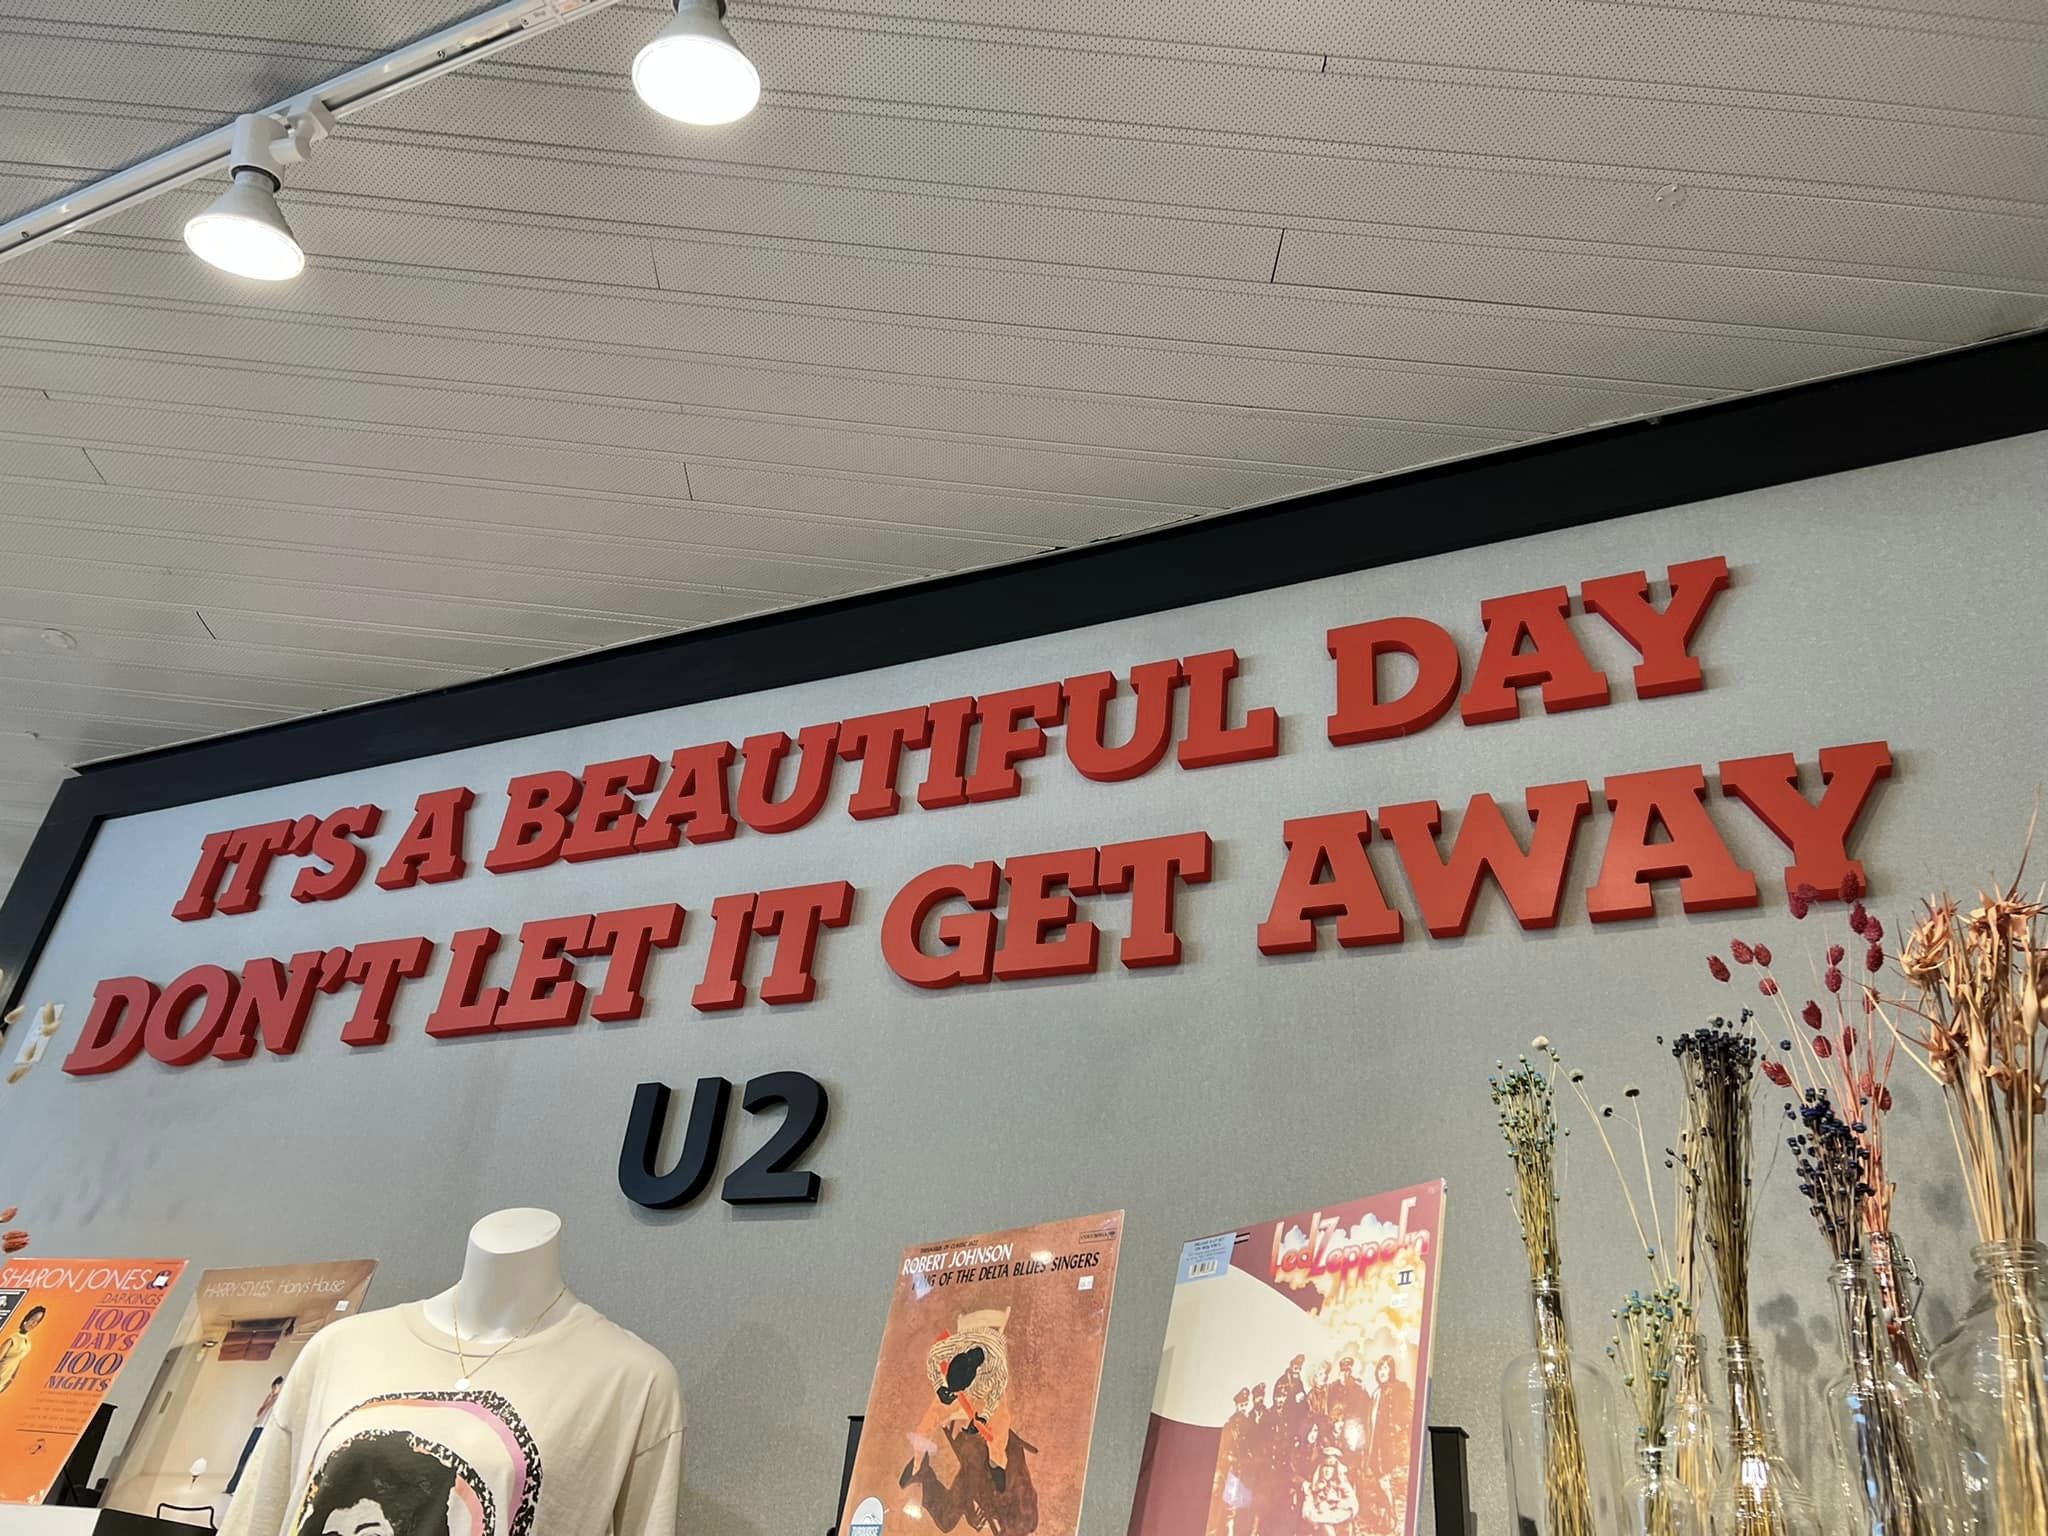 IT'S A BEAUTIFUL DAY
DON'T LET IT GET AWAY
U2
SHARON JONES
DAP-KINGS
100
DAYS
100
NIGHTS
HARRY STYLES Harry's House
ROBERT JOHNSON
KING OF THE DELTA BLUES SINGERS
Led Zeppelin
II